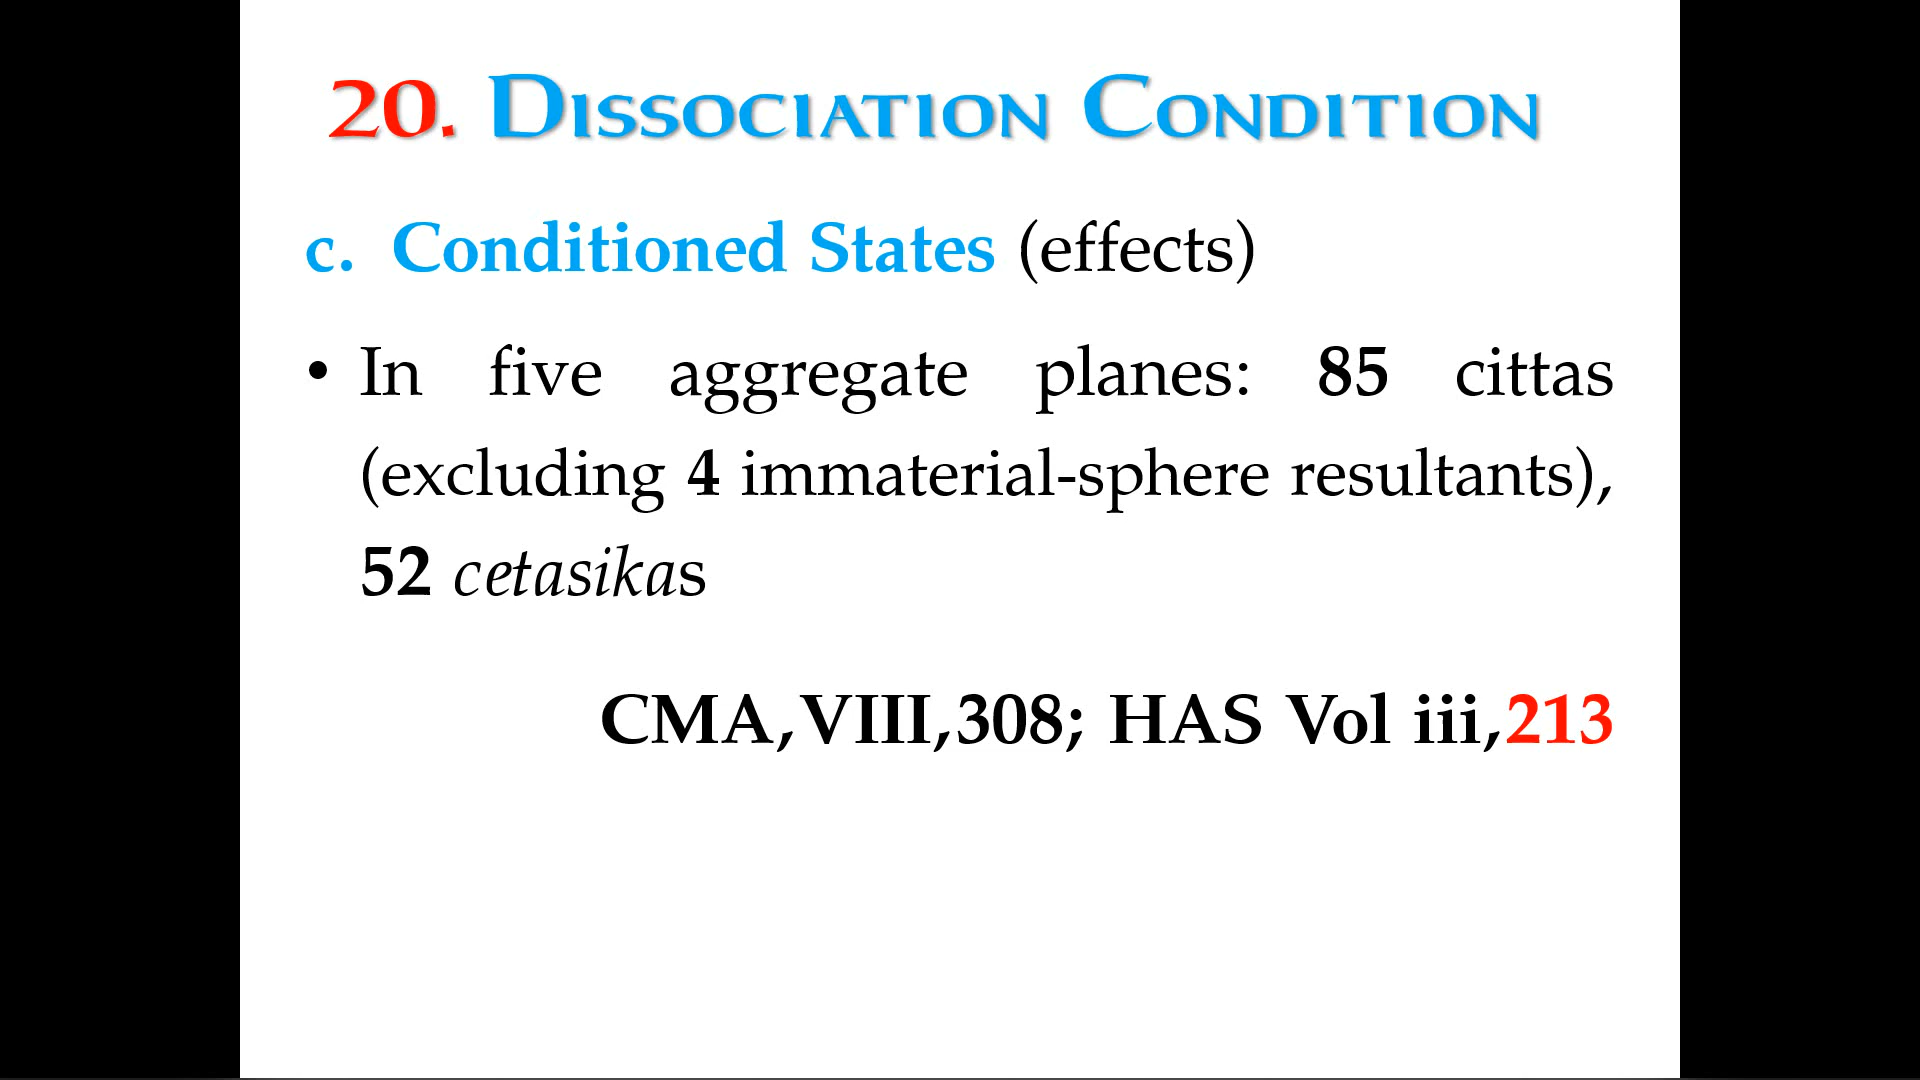 20. Dissociation Condition
c. Conditioned States (effects)
• In five aggregate planes: 85 cittas
(excluding 4 immaterial-sphere resultants),
52 cetasikas
CMA,VIII,308; HAS Vol iii,213